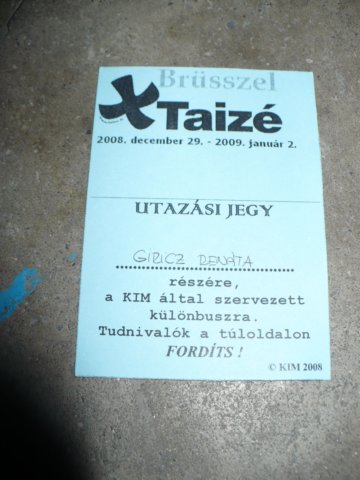 Brüsszel
Taizé
2008. december 29. - 2009. január 2.
UTAZÁSI JEGY
GIRICZ RENÁTA
részére,
a KIM által szervezett
különbuszra.
Tudnivalók a túloldalon
FORDÍTS !
© KIM 2008